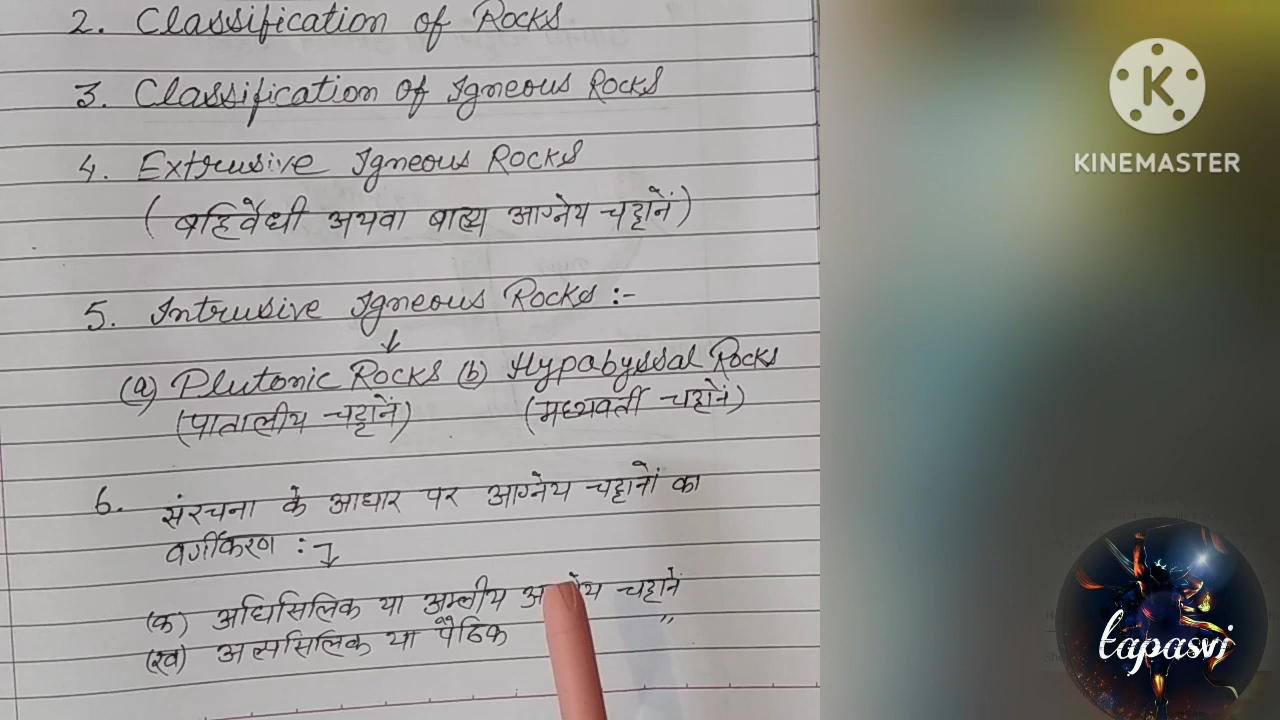 2. Classification of Rocks
3. Classification of Igneous Rocks
4. Extrusive Igneous Rocks
( बहिर्वेधी अथवा बाह्य आग्नेय चट्टानें )
5. Intrusive Igneous Rocks :-
(a) Plutonic Rocks (b) Hypabyssal Rocks
(पातालीय चट्टानें) (मध्यवर्ती चट्टानें)
6. संरचना के आधार पर आग्नेय चट्टानों का
वर्गीकरण :-
(क) अधिसिलिक या अम्लीय चट्टानें
(ख) अल्पसिलिक या पैठिक "
K
KINEMASTER
tapasvi